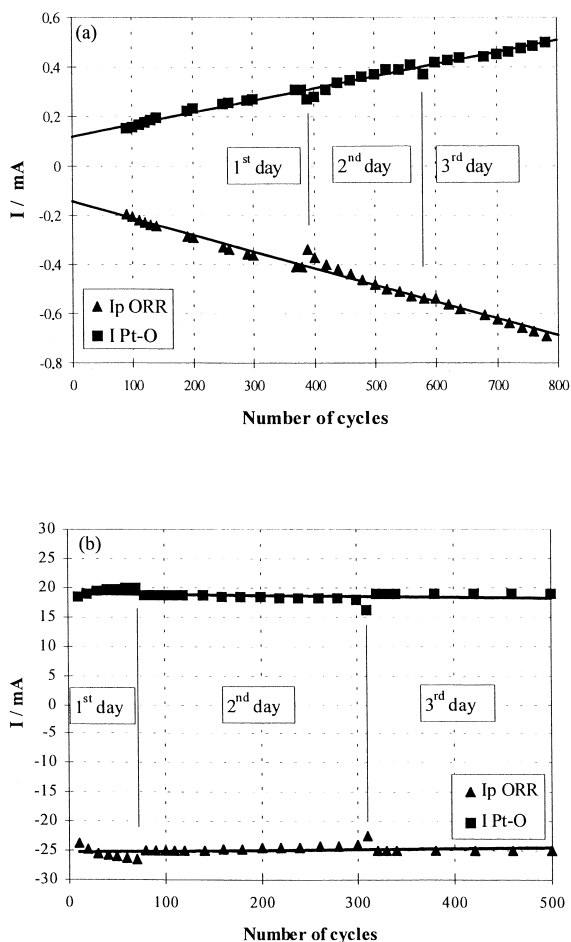 (a)
0,6
0,4
0,2
0
-0,2
-0,4
-0,6
0,8
I / mA
1st day
2nd day
3rd day
Ip ORR
I Pt-O
0 100 200 300 400 500 600 700 800
Number of cycles
(b)
30
25
20
15
10
5
0
-5
-10
-15
-20
-25
-30
I / mA
1st day
2nd day
3rd day
Ip ORR
I Pt-O
0 100 200 300 400 500
Number of cycles